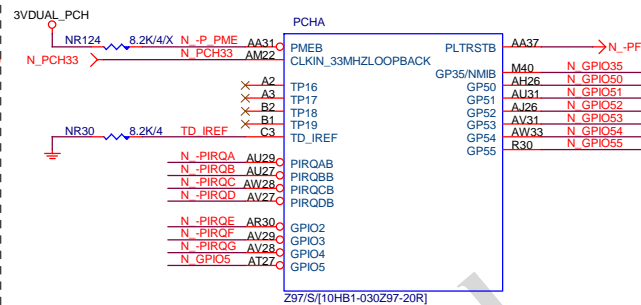 3VDUAL_PCH
PCHA
NR124 8.2K/4/X N_-P_PME AA31 PMEB PLTRSTB AA37 N_-PF
N_PCH33 N_PCH33 AM22 CLKIN_33MHZLOOPBACK
GP35/NMIB M40 N_GPIO35
A2 TP16 GP50 AH26 N_GPIO50
A3 TP17 GP51 AU31 N_GPIO51
B2 TP18 GP52 AJ26 N_GPIO52
B1 TP19 GP53 AV31 N_GPIO53
NR30 8.2K/4 TD_IREF C3 TD_IREF GP54 AW33 N_GPIO54
GP55 R30 N_GPIO55
N_-PIRQA AU29 PIRQAB
N_-PIRQB AU27 PIRQBB
N_-PIRQC AW28 PIRQCB
N_-PIRQD AV27 PIRQDB
N_-PIRQE AR30 GPIO2
N_-PIRQF AV29 GPIO3
N_-PIRQG AV28 GPIO4
N_GPIO5 AT27 GPIO5
Z97/S/[10HB1-030Z97-20R]